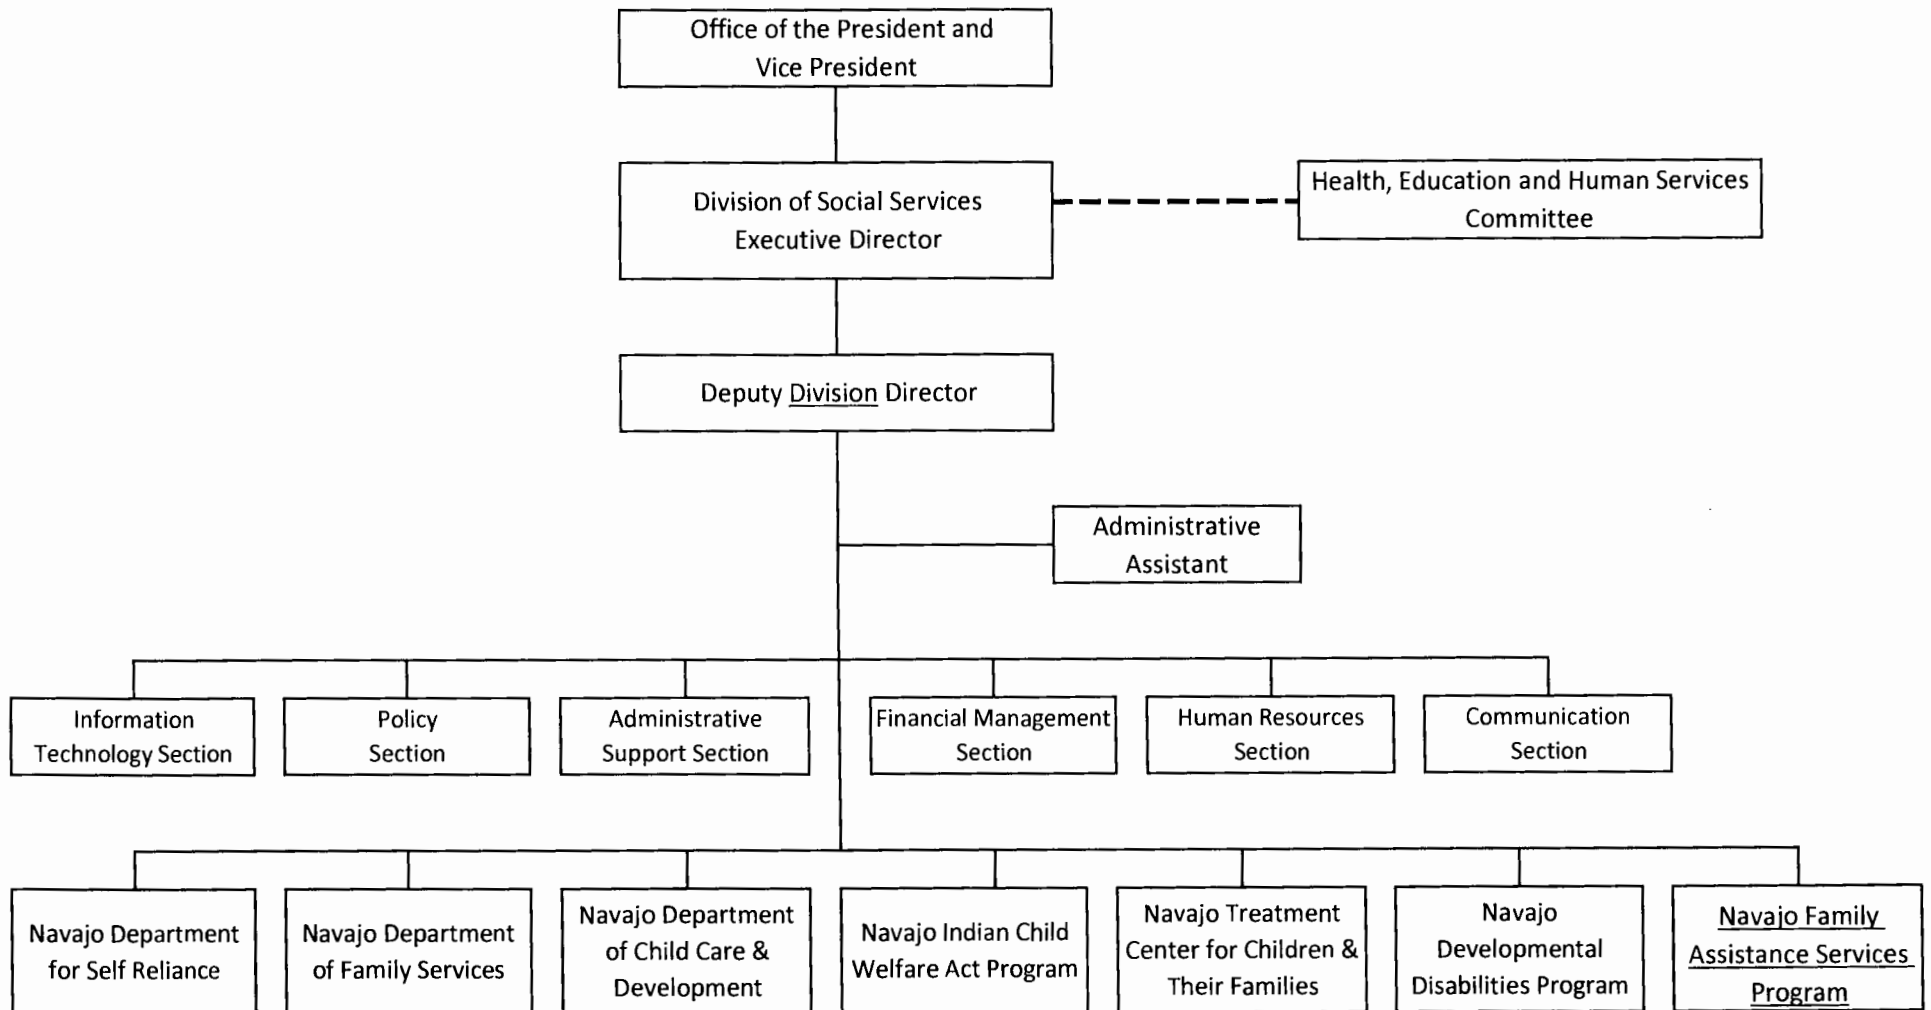 Office of the President and
Vice President
Division of Social Services
Executive Director
Health, Education and Human Services
Committee
Deputy Division Director
Administrative
Assistant
Information
Technology Section
Policy
Section
Administrative
Support Section
Financial Management
Section
Human Resources
Section
Communication
Section
Navajo Department
for Self Reliance
Navajo Department
of Family Services
Navajo Department
of Child Care &
Development
Navajo Indian Child
Welfare Act Program
Navajo Treatment
Center for Children &
Their Families
Navajo
Developmental
Disabilities Program
Navajo Family
Assistance Services
Program